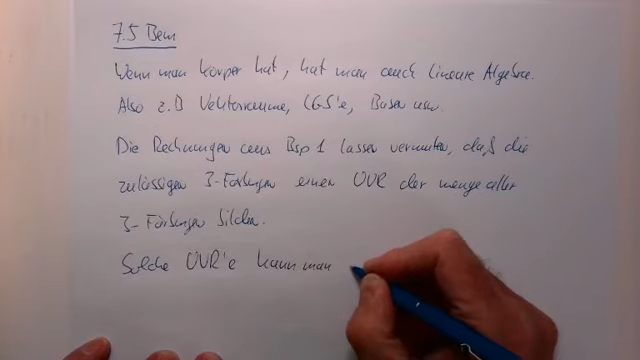 7.5 Bem
Wenn man Körper hat, hat man auch lineare Algebra.
Also z.B Vektorräume, LGS'e, Basen usw.
Die Rechnungen aus Bsp 1 lassen vermuten, daß die
zulässigen 3-Färbungen einen UVR der menge aller
3-Färbungen bilden.
Solche UVR'e kann man